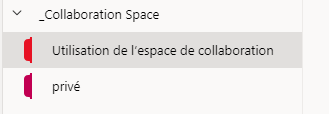 _Collaboration Space
Utilisation de l'espace de collaboration
privé